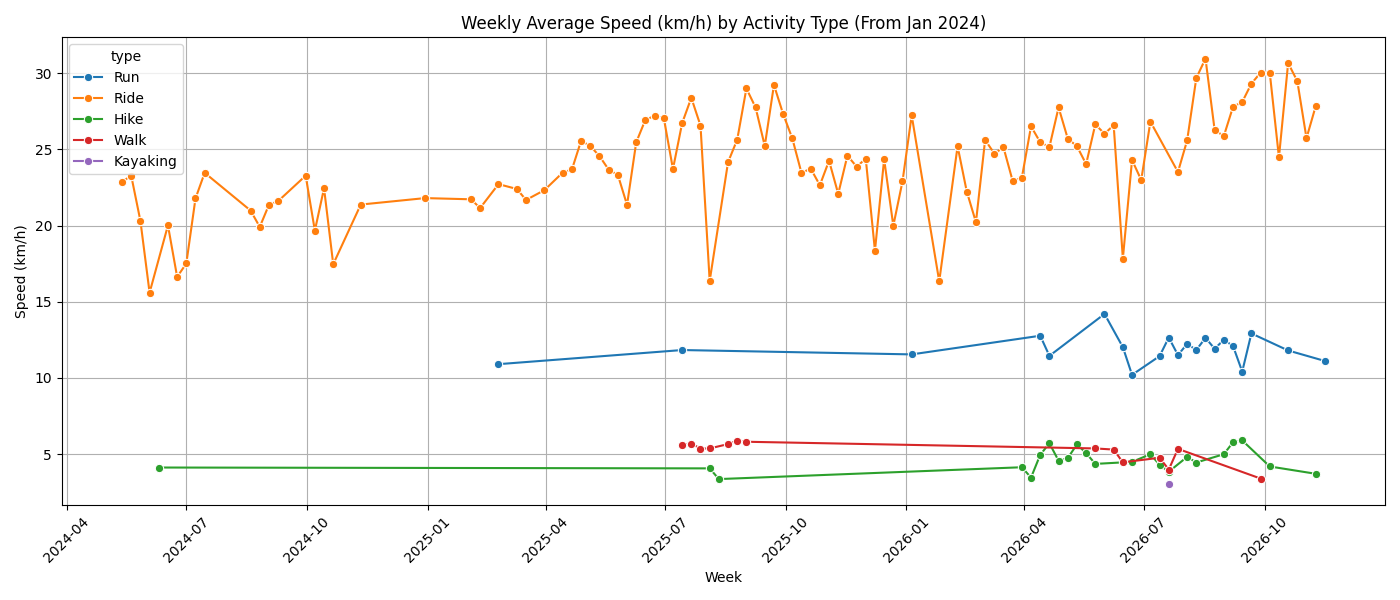 Weekly Average Speed (km/h) by Activity Type (From Jan 2024)
type
Run
Ride
Hike
Walk
Kayaking
Speed (km/h)
30
25
20
15
10
5
2024-04
2024-07
2024-10
2025-01
2025-04
2025-07
2025-10
2026-01
2026-04
2026-07
2026-10
Week